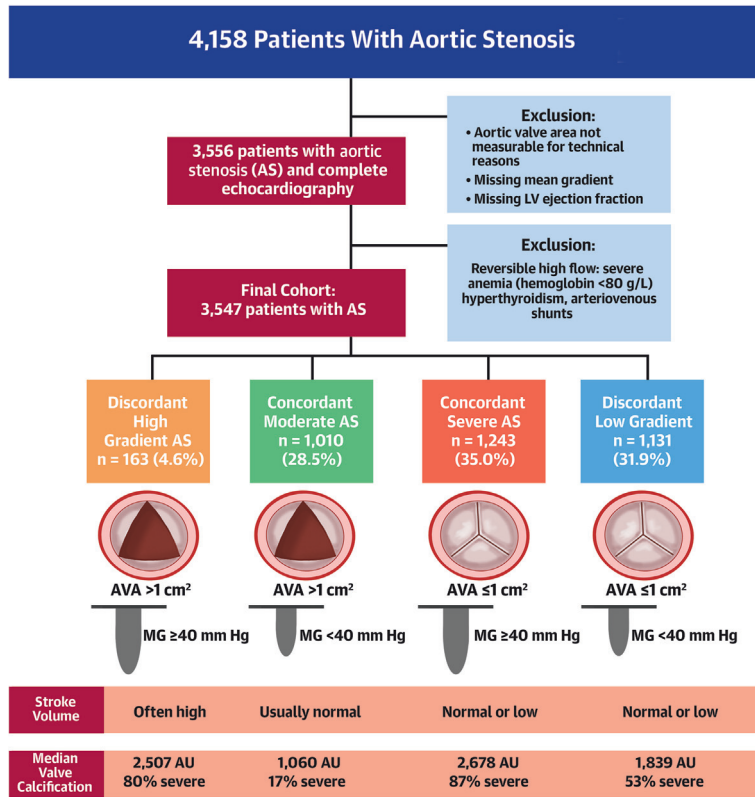 4,158 Patients With Aortic Stenosis
Exclusion:
• Aortic valve area not
measurable for technical
reasons
• Missing mean gradient
• Missing LV ejection fraction
3,556 patients with aortic
stenosis (AS) and complete
echocardiography
Exclusion:
Reversible high flow: severe
anemia (hemoglobin <80 g/L)
hyperthyroidism, arteriovenous
shunts
Final Cohort:
3,547 patients with AS
Discordant
High
Gradient AS
n = 163 (4.6%)
Concordant
Moderate AS
n = 1,010
(28.5%)
Concordant
Severe AS
n = 1,243
(35.0%)
Discordant
Low Gradient
n = 1,131
(31.9%)
AVA >1 cm² AVA >1 cm² AVA ≤1 cm² AVA ≤1 cm²
MG ≥40 mm Hg MG <40 mm Hg MG ≥40 mm Hg MG <40 mm Hg
Stroke
Volume
Often high Usually normal Normal or low Normal or low
Median
Valve
Calcification
2,507 AU 1,060 AU 2,678 AU 1,839 AU
80% severe 17% severe 87% severe 53% severe